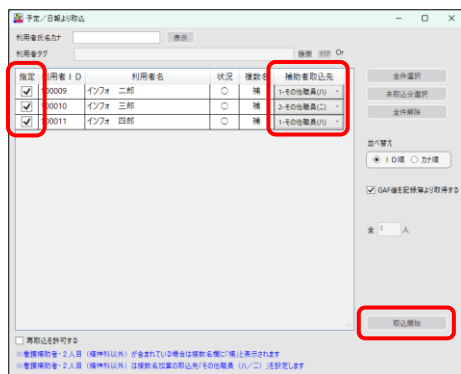 予定／日報より取込
利用者氏名カナ 表示
利用者タグ 検索 クリア Or
指定 利用者ＩＤ 利用者名 状況 複数名 補助者取込先
100009 インフォ 二郎 ○ 補 1-その他職員(ハ)
100010 インフォ 三郎 ○ 補 2-その他職員(ニ)
100011 インフォ 四郎 ○ 補 1-その他職員(ハ)
全件選択
未取込分選択
全件解除
並べ替え
ＩＤ順 カナ順
GAF値を記録簿より取得する
全 3 人
取込開始
再取込を許可する
※看護補助者・２人目（精神科以外）が含まれている場合は複数名欄に「補」と表示されます
※看護補助者・２人目（精神科以外）は複数名加算の取込先「その他職員（ハ／ニ）」を設定します